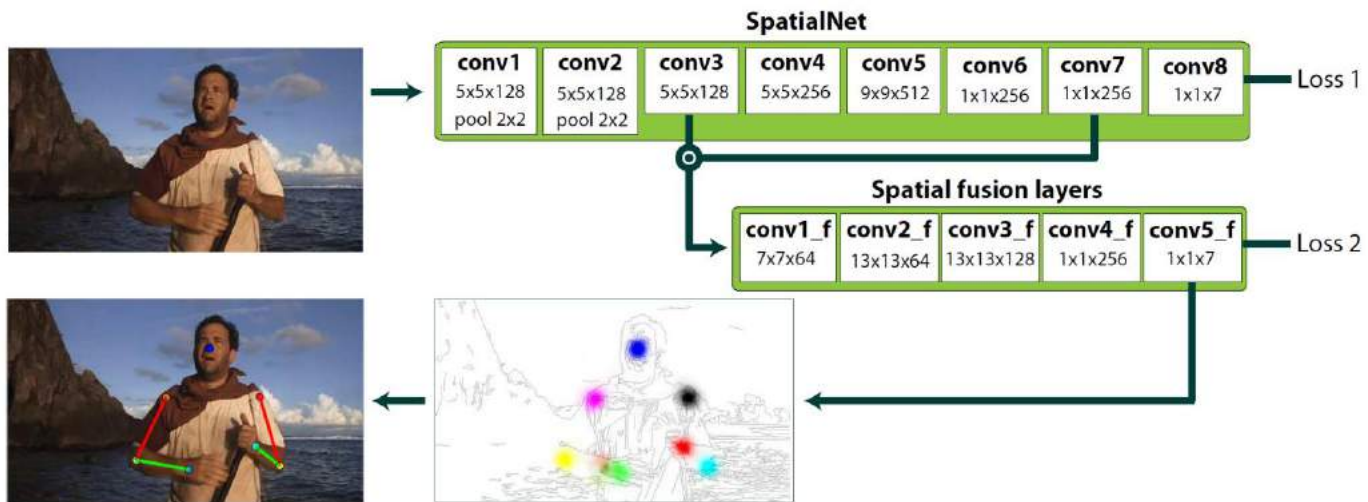 SpatialNet
conv1 conv2 conv3 conv4 conv5 conv6 conv7 conv8
5x5x128 5x5x128 5x5x128 5x5x256 9x9x512 1x1x256 1x1x256 1x1x7
pool 2x2 pool 2x2
Loss 1
Spatial fusion layers
conv1_f conv2_f conv3_f conv4_f conv5_f
7x7x64 13x13x64 13x13x128 1x1x256 1x1x7
Loss 2